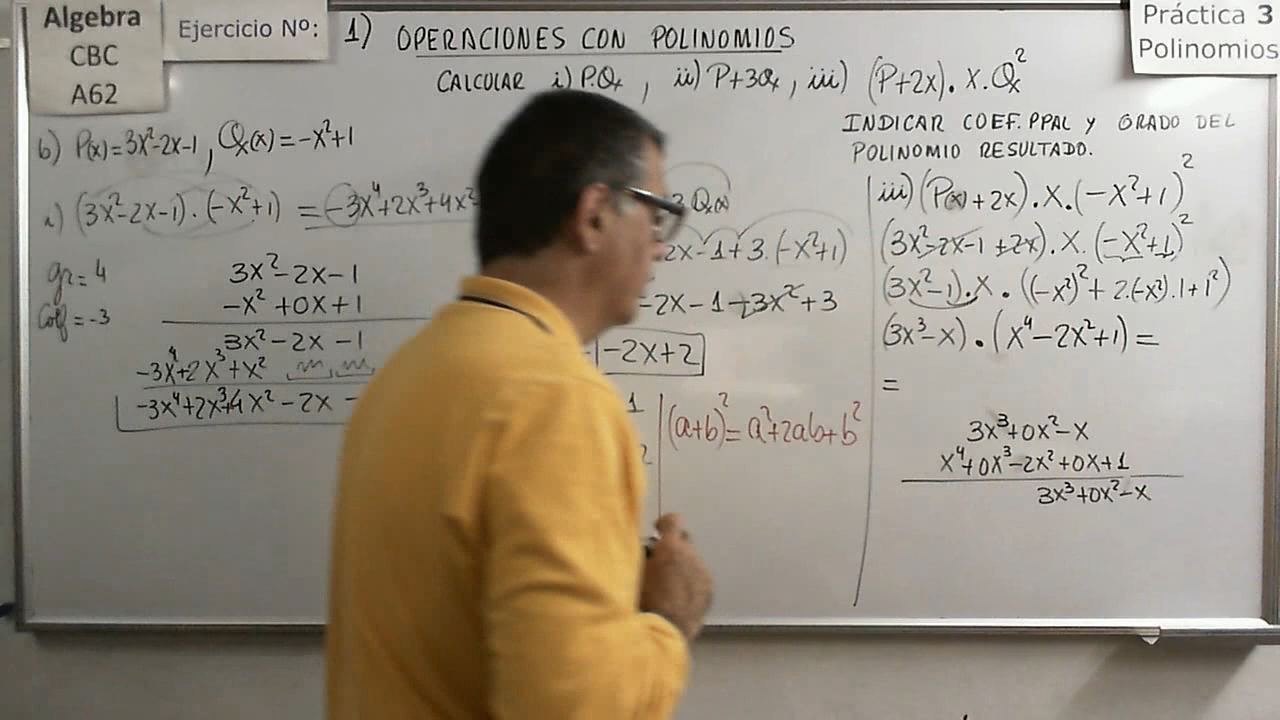 Algebra
CBC
A62
Ejercicio Nº:
Práctica 3
Polinomios
1) OPERACIONES CON POLINOMIOS
CALCULAR i) P.Q₍ₓ₎, ii) P+3Q₍ₓ₎, iii) (P+2x).X.Q₍ₓ₎²
INDICAR COEF. PPAL Y GRADO DEL
POLINOMIO RESULTADO.
b) P(x)=3x²-2x-1, Q(x)=-x²+1
i) (3x²-2x-1).(-x²+1) = -3x⁴+2x³+4x²
gr=4
Coef=-3
3x²-2x-1
-x²+0x+1
3x²-2x-1
-3x⁴+2x³+x²
-3x⁴+2x³+4x²-2x-
3Q(x)
2x-1+3.(-x²+1)
-2x-1-3x²+3
-2x+2
1
2
(a+b)²=a²+2ab+b²
iii) (P(x)+2x).X.(-x²+1)²
(3x²-2x-1+2x).X.(-x²+1)²
(3x²-1).X.((-x²)²+2.(-x²).1+1²)
(3x³-x).(x⁴-2x²+1)=
=
3x³+0x²-x
x⁴+0x³-2x²+0x+1
3x³+0x²-x